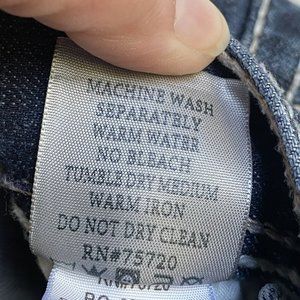 MACHINE WASH
SEPARATELY
WARM WATER
NO BLEACH
TUMBLE DRY MEDIUM
WARM IRON
DO NOT DRY CLEAN
RN#75720